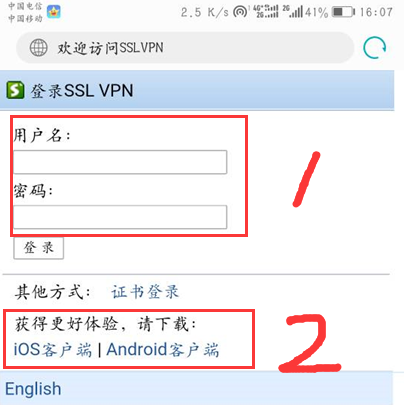 中国电信
中国移动
2.5 K/s 4G 2G 2G 41% 16:07
欢迎访问SSLVPN
S 登录SSL VPN
用户名：
密码：
登录
1
其他方式： 证书登录
获得更好体验，请下载：
iOS客户端 | Android客户端
2
English